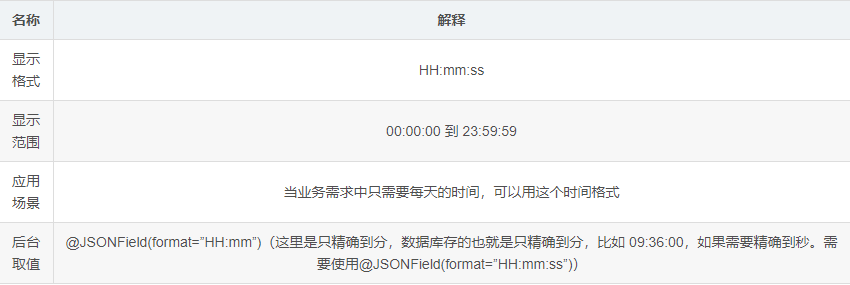 名称
解释
显示
格式
HH:mm:ss
显示
范围
00:00:00 到 23:59:59
应用
场景
当业务需求中只需要每天的时间，可以用这个时间格式
后台
取值
@JSONField(format=”HH:mm”)（这里是只精确到分，数据库存的也就是只精确到分，比如 09:36:00，如果需要精确到秒。需
要使用@JSONField(format=”HH:mm:ss”)）